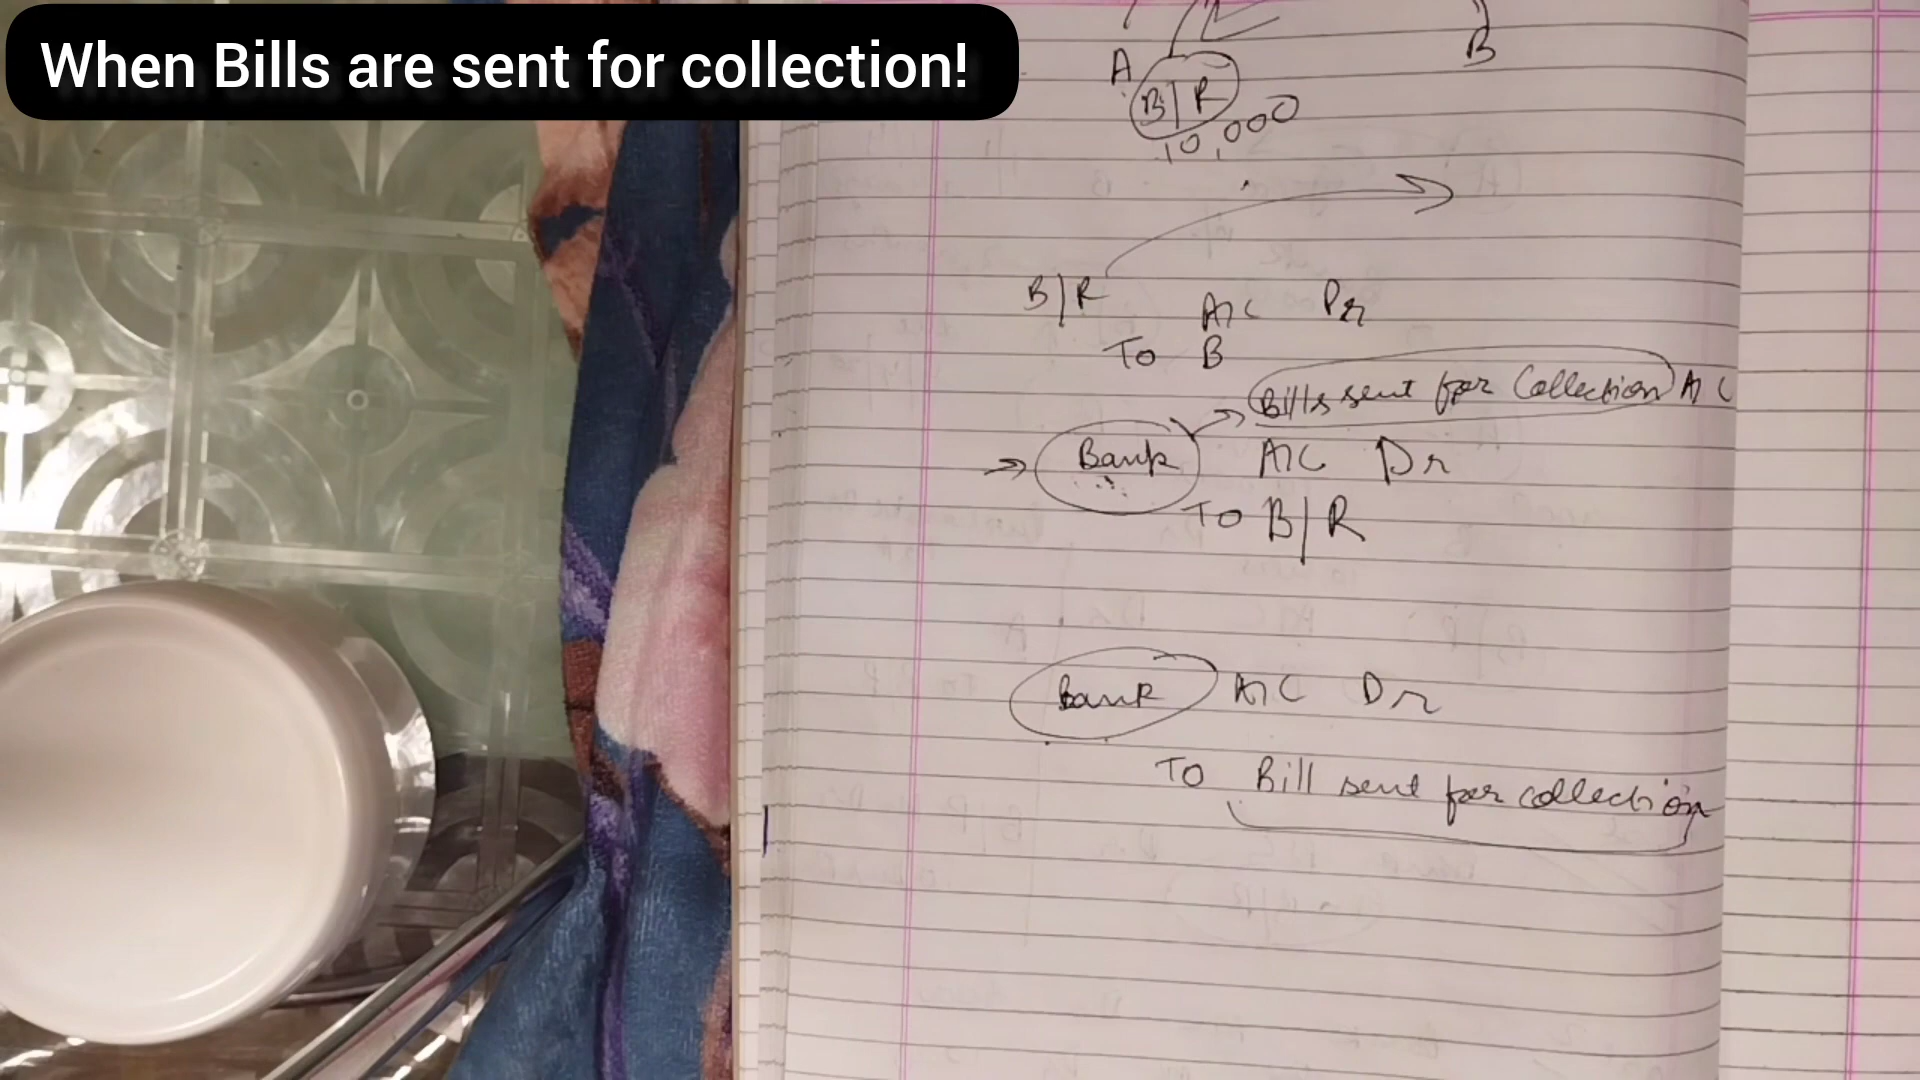 When Bills are sent for collection!
A B
B/R
10,000
B/R A/C Dr
To B
Bills sent for Collection A/C
Bank A/C Dr
To B/R
Bank A/C Dr
To Bill sent for collection